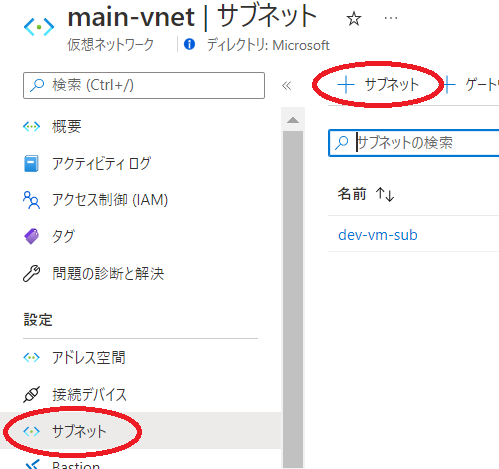 main-vnet | サブネット ☆ …
仮想ネットワーク ディレクトリ: Microsoft
検索 (Ctrl+/) «
概要
アクティビティ ログ
アクセス制御 (IAM)
タグ
問題の診断と解決
設定
アドレス空間
接続デバイス
サブネット
Bastion
+ サブネット + ゲート
サブネットの検索
名前 ↑↓
dev-vm-sub